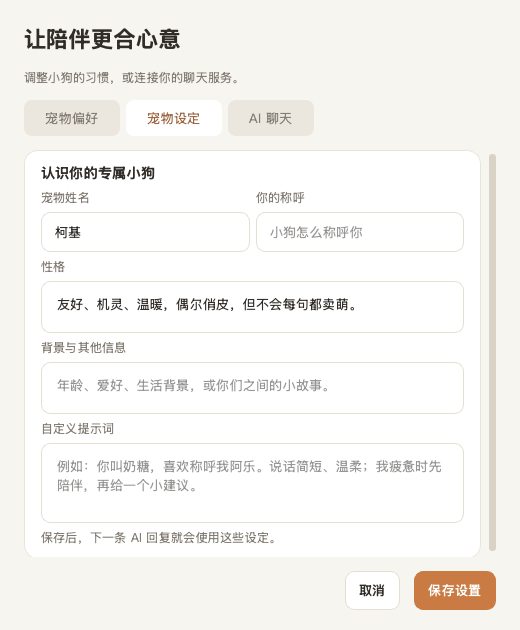 让陪伴更合心意
调整小狗的习惯，或连接你的聊天服务。
宠物偏好
宠物设定
AI 聊天
认识你的专属小狗
宠物姓名
你的称呼
柯基
小狗怎么称呼你
性格
友好、机灵、温暖，偶尔俏皮，但不会每句都卖萌。
背景与其他信息
年龄、爱好、生活背景，或你们之间的小故事。
自定义提示词
例如：你叫奶糖，喜欢称呼我阿乐。说话简短、温柔；我疲惫时先
陪伴，再给一个小建议。
保存后，下一条 AI 回复就会使用这些设定。
取消
保存设置